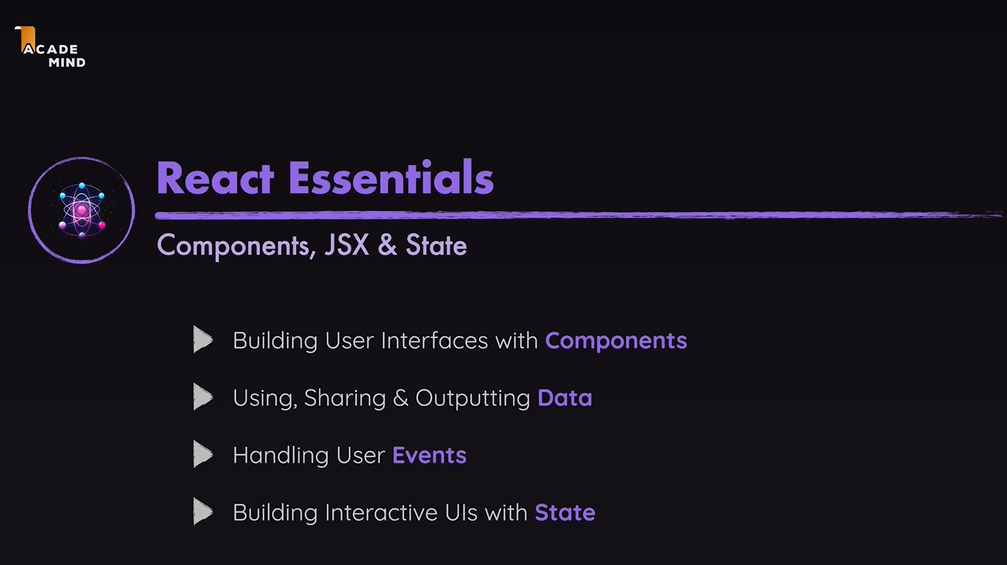 ACADE
MIND
React Essentials
Components, JSX & State
Building User Interfaces with Components
Using, Sharing & Outputting Data
Handling User Events
Building Interactive UIs with State